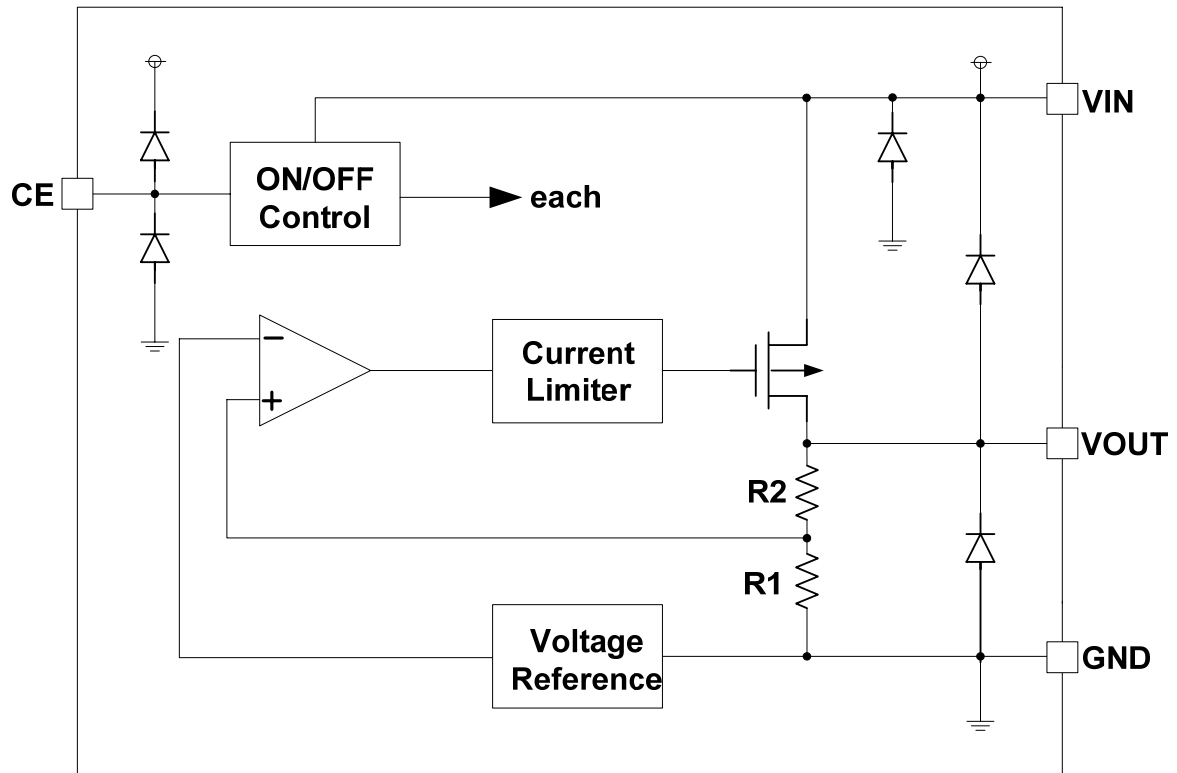 VIN
CE
ON/OFF
Control
each
−
+
Current
Limiter
VOUT
R2
R1
Voltage
Reference
GND